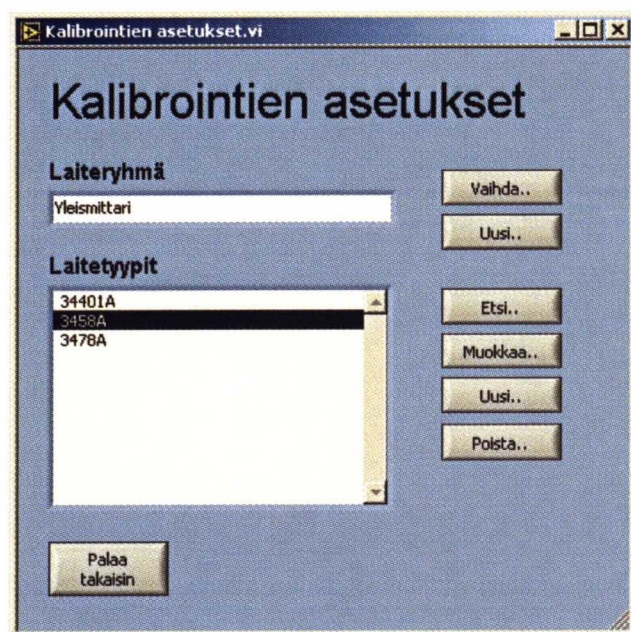 Kalibrointien asetukset.vi
Kalibrointien asetukset
Laiteryhmä
Yleismittari
Vaihda..
Uusi..
Laitetyypit
34401A
3458A
3478A
Etsi..
Muokkaa..
Uusi..
Poista..
Palaa
takaisin